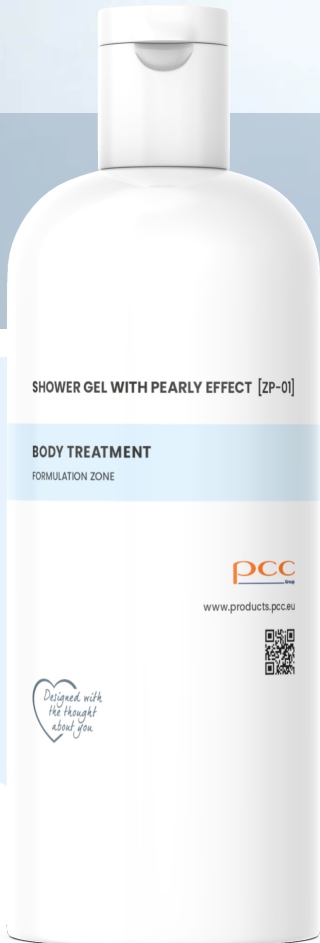 SHOWER GEL WITH PEARLY EFFECT [ZP-01]
BODY TREATMENT
FORMULATION ZONE
pcc
Group
www.products.pcc.eu
Designed with
the thought
about you